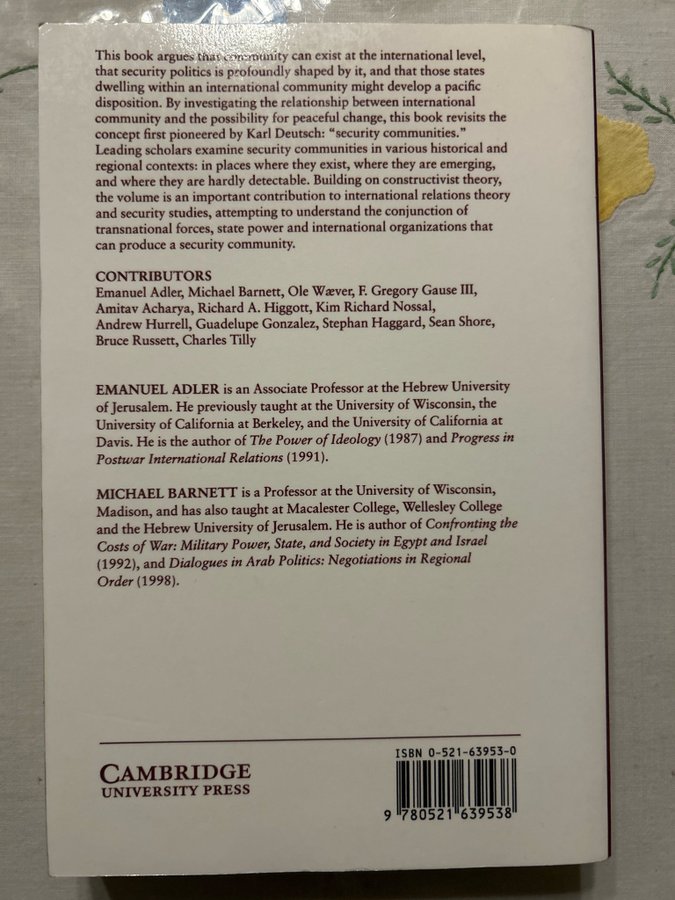 This book argues that community can exist at the international level,
that security politics is profoundly shaped by it, and that those states
dwelling within an international community might develop a pacific
disposition. By investigating the relationship between international
community and the possibility for peaceful change, this book revisits the
concept first pioneered by Karl Deutsch: “security communities.”
Leading scholars examine security communities in various historical and
regional contexts: in places where they exist, where they are emerging,
and where they are hardly detectable. Building on constructivist theory,
the volume is an important contribution to international relations theory
and security studies, attempting to understand the conjunction of
transnational forces, state power and international organizations that
can produce a security community.
CONTRIBUTORS
Emanuel Adler, Michael Barnett, Ole Wæver, F. Gregory Gause III,
Amitav Acharya, Richard A. Higgott, Kim Richard Nossal,
Andrew Hurrell, Guadelupe Gonzalez, Stephan Haggard, Sean Shore,
Bruce Russett, Charles Tilly
EMANUEL ADLER is an Associate Professor at the Hebrew University
of Jerusalem. He previously taught at the University of Wisconsin, the
University of California at Berkeley, and the University of California at
Davis. He is the author of The Power of Ideology (1987) and Progress in
Postwar International Relations (1991).
MICHAEL BARNETT is a Professor at the University of Wisconsin,
Madison, and has also taught at Macalester College, Wellesley College
and the Hebrew University of Jerusalem. He is author of Confronting the
Costs of War: Military Power, State, and Society in Egypt and Israel
(1992), and Dialogues in Arab Politics: Negotiations in Regional
Order (1998).
CAMBRIDGE
UNIVERSITY PRESS
ISBN 0-521-63953-0
9 780521 639538